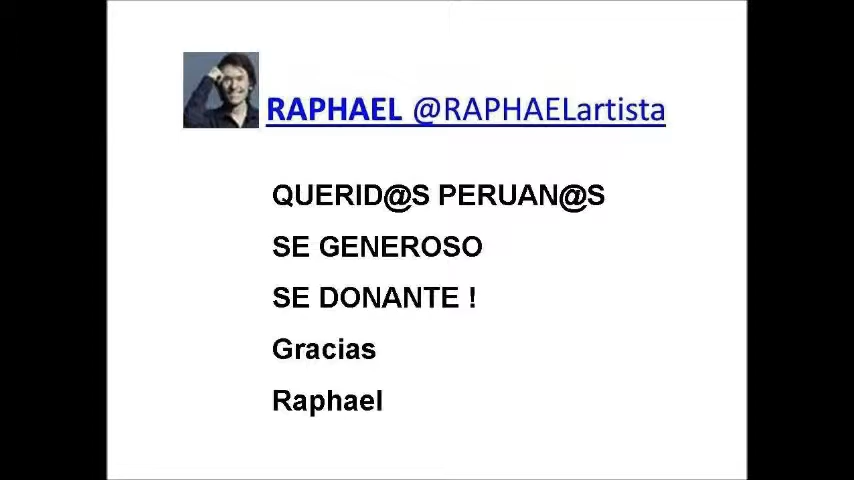 RAPHAEL @RAPHAELartista
QUERID@S PERUAN@S
SE GENEROSO
SE DONANTE !
Gracias
Raphael